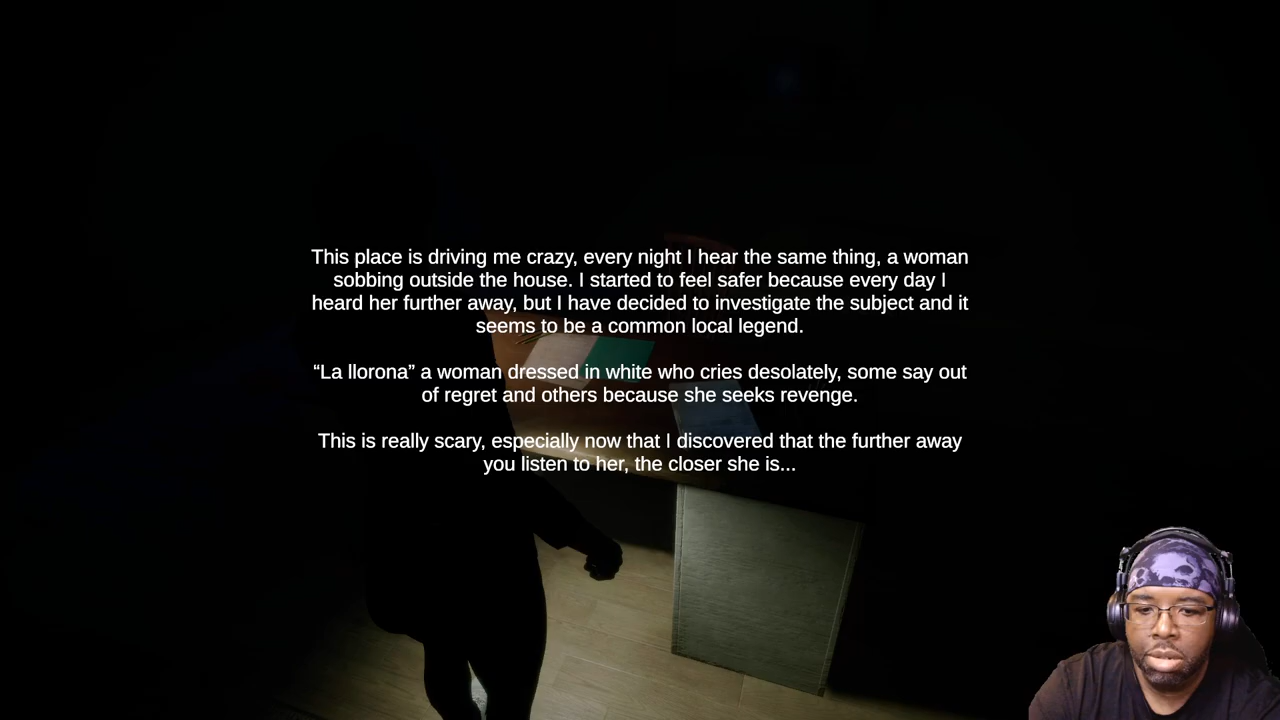 This place is driving me crazy, every night I hear the same thing, a woman
sobbing outside the house. I started to feel safer because every day I
heard her further away, but I have decided to investigate the subject and it
seems to be a common local legend.
“La llorona” a woman dressed in white who cries desolately, some say out
of regret and others because she seeks revenge.
This is really scary, especially now that I discovered that the further away
you listen to her, the closer she is...